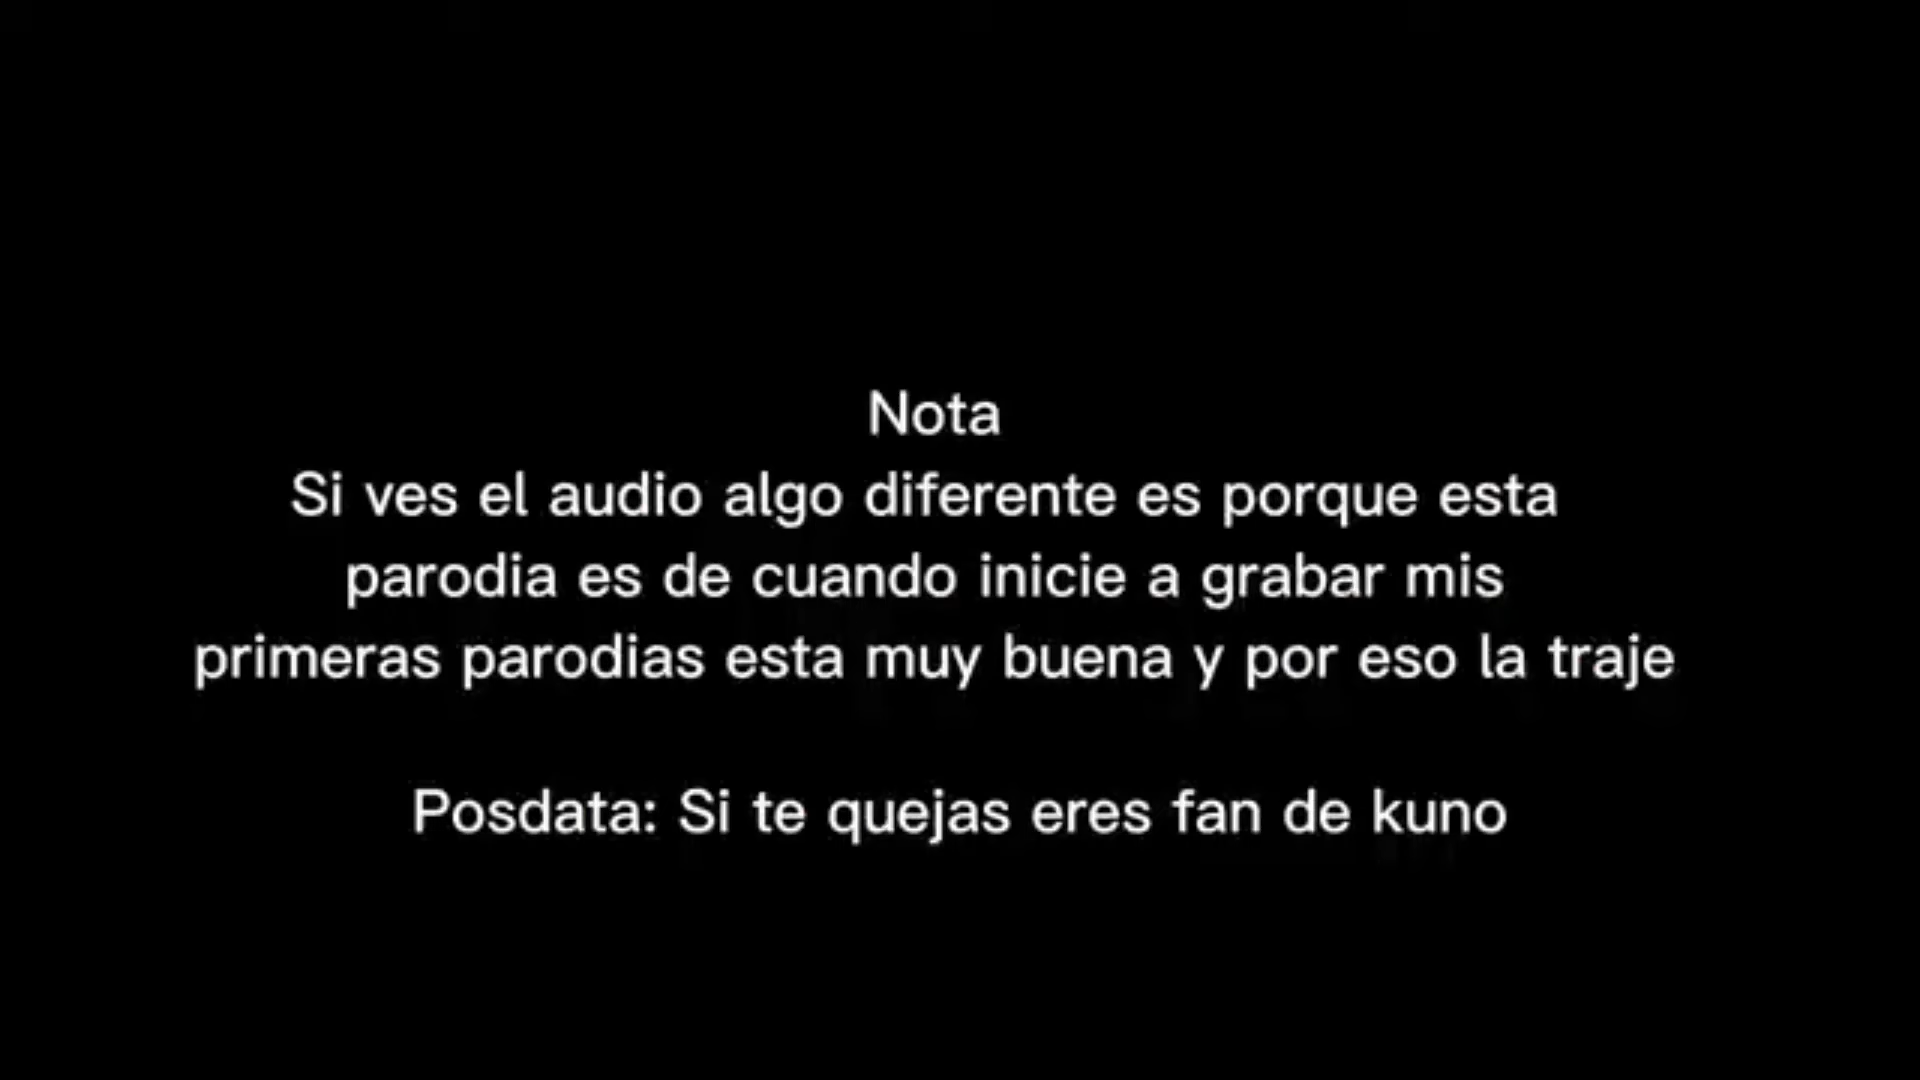 Nota
Si ves el audio algo diferente es porque esta
parodia es de cuando inicie a grabar mis
primeras parodias esta muy buena y por eso la traje
Posdata: Si te quejas eres fan de kuno